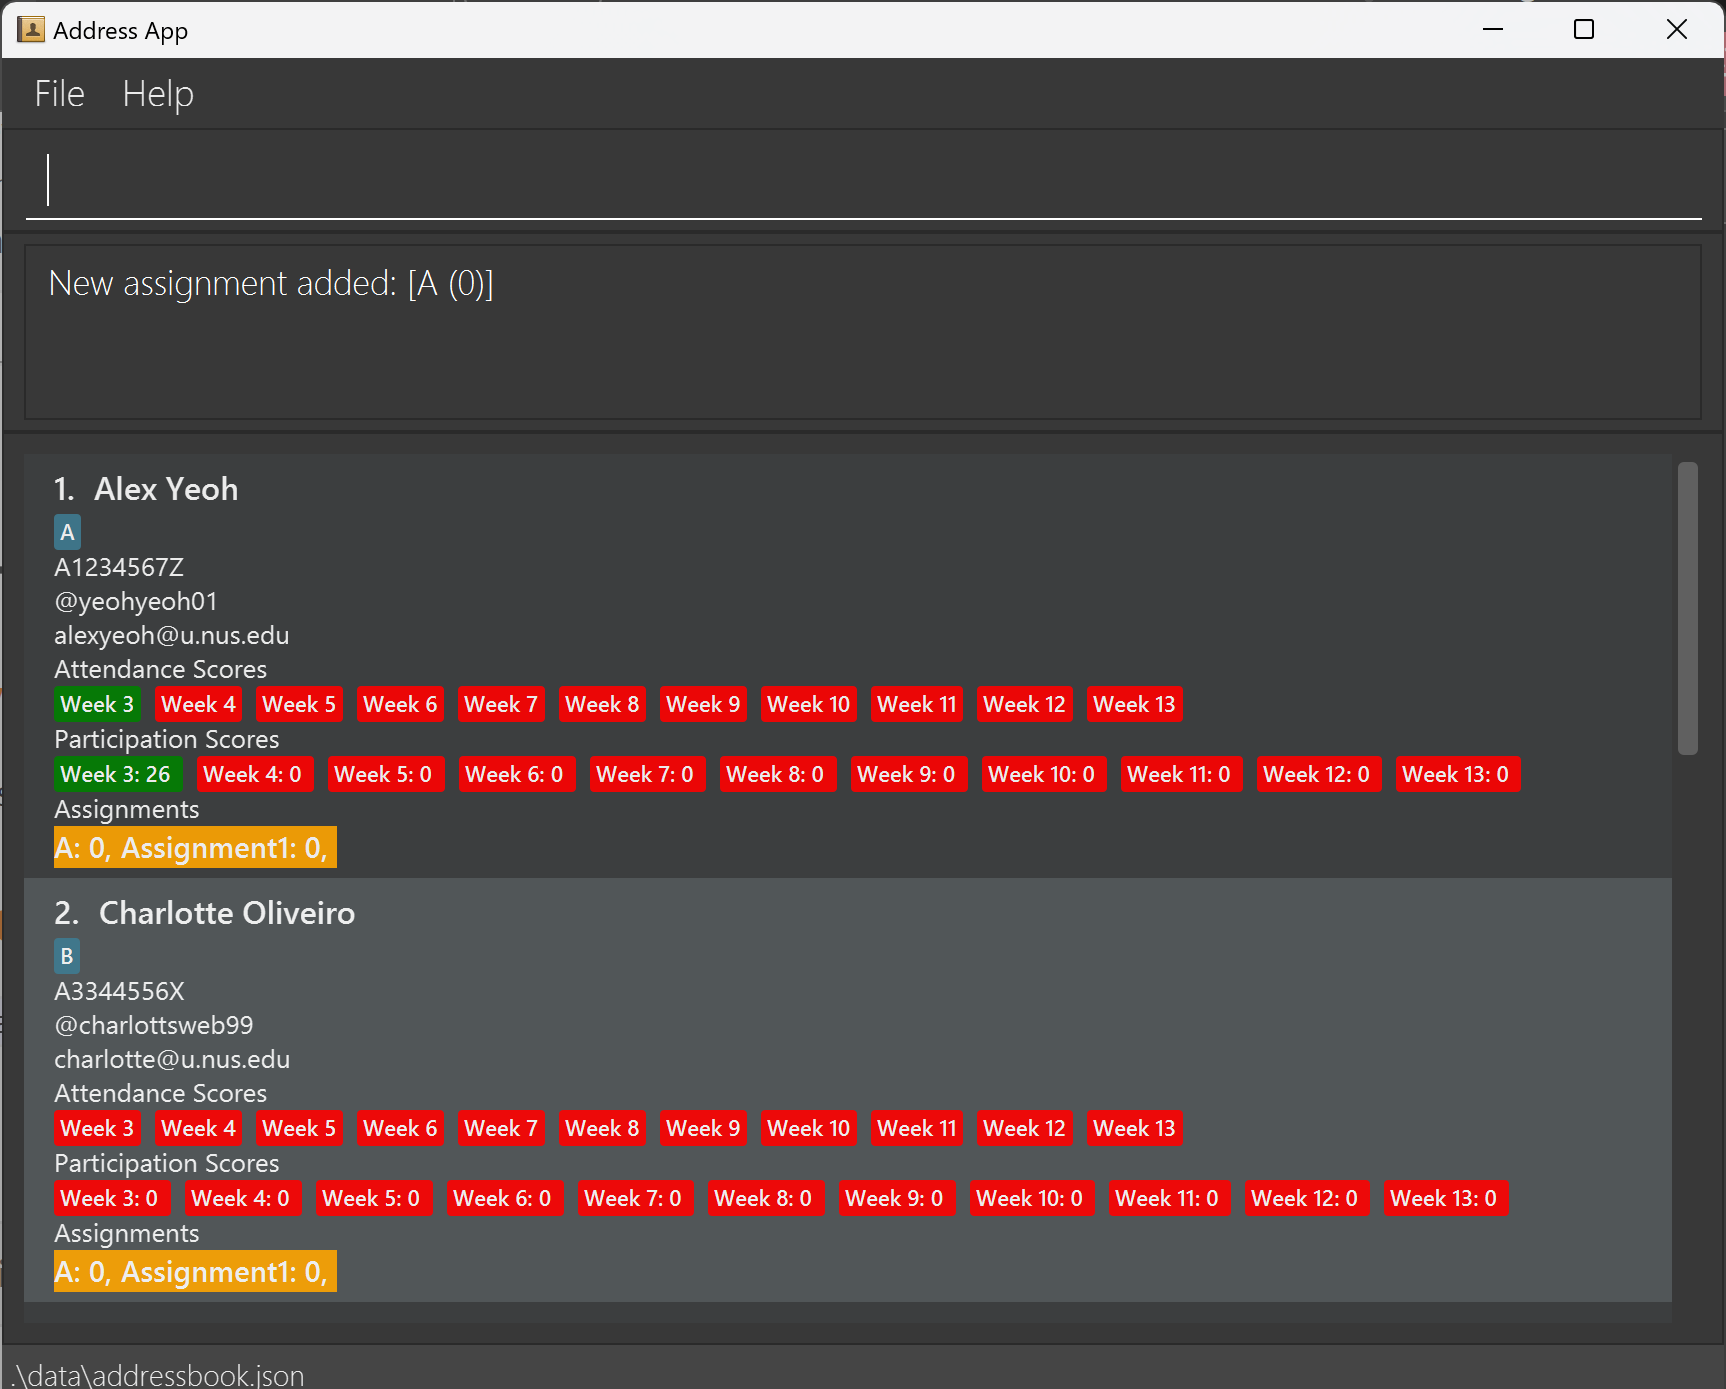 Address App
File Help
New assignment added: [A (0)]
1. Alex Yeoh
A
A1234567Z
@yeohyeoh01
alexyeoh@u.nus.edu
Attendance Scores
Week 3 Week 4 Week 5 Week 6 Week 7 Week 8 Week 9 Week 10 Week 11 Week 12 Week 13
Participation Scores
Week 3: 26 Week 4: 0 Week 5: 0 Week 6: 0 Week 7: 0 Week 8: 0 Week 9: 0 Week 10: 0 Week 11: 0 Week 12: 0 Week 13: 0
Assignments
A: 0, Assignment1: 0,
2. Charlotte Oliveiro
B
A3344556X
@charlottsweb99
charlotte@u.nus.edu
Attendance Scores
Week 3 Week 4 Week 5 Week 6 Week 7 Week 8 Week 9 Week 10 Week 11 Week 12 Week 13
Participation Scores
Week 3: 0 Week 4: 0 Week 5: 0 Week 6: 0 Week 7: 0 Week 8: 0 Week 9: 0 Week 10: 0 Week 11: 0 Week 12: 0 Week 13: 0
Assignments
A: 0, Assignment1: 0,
.\data\addressbook.json